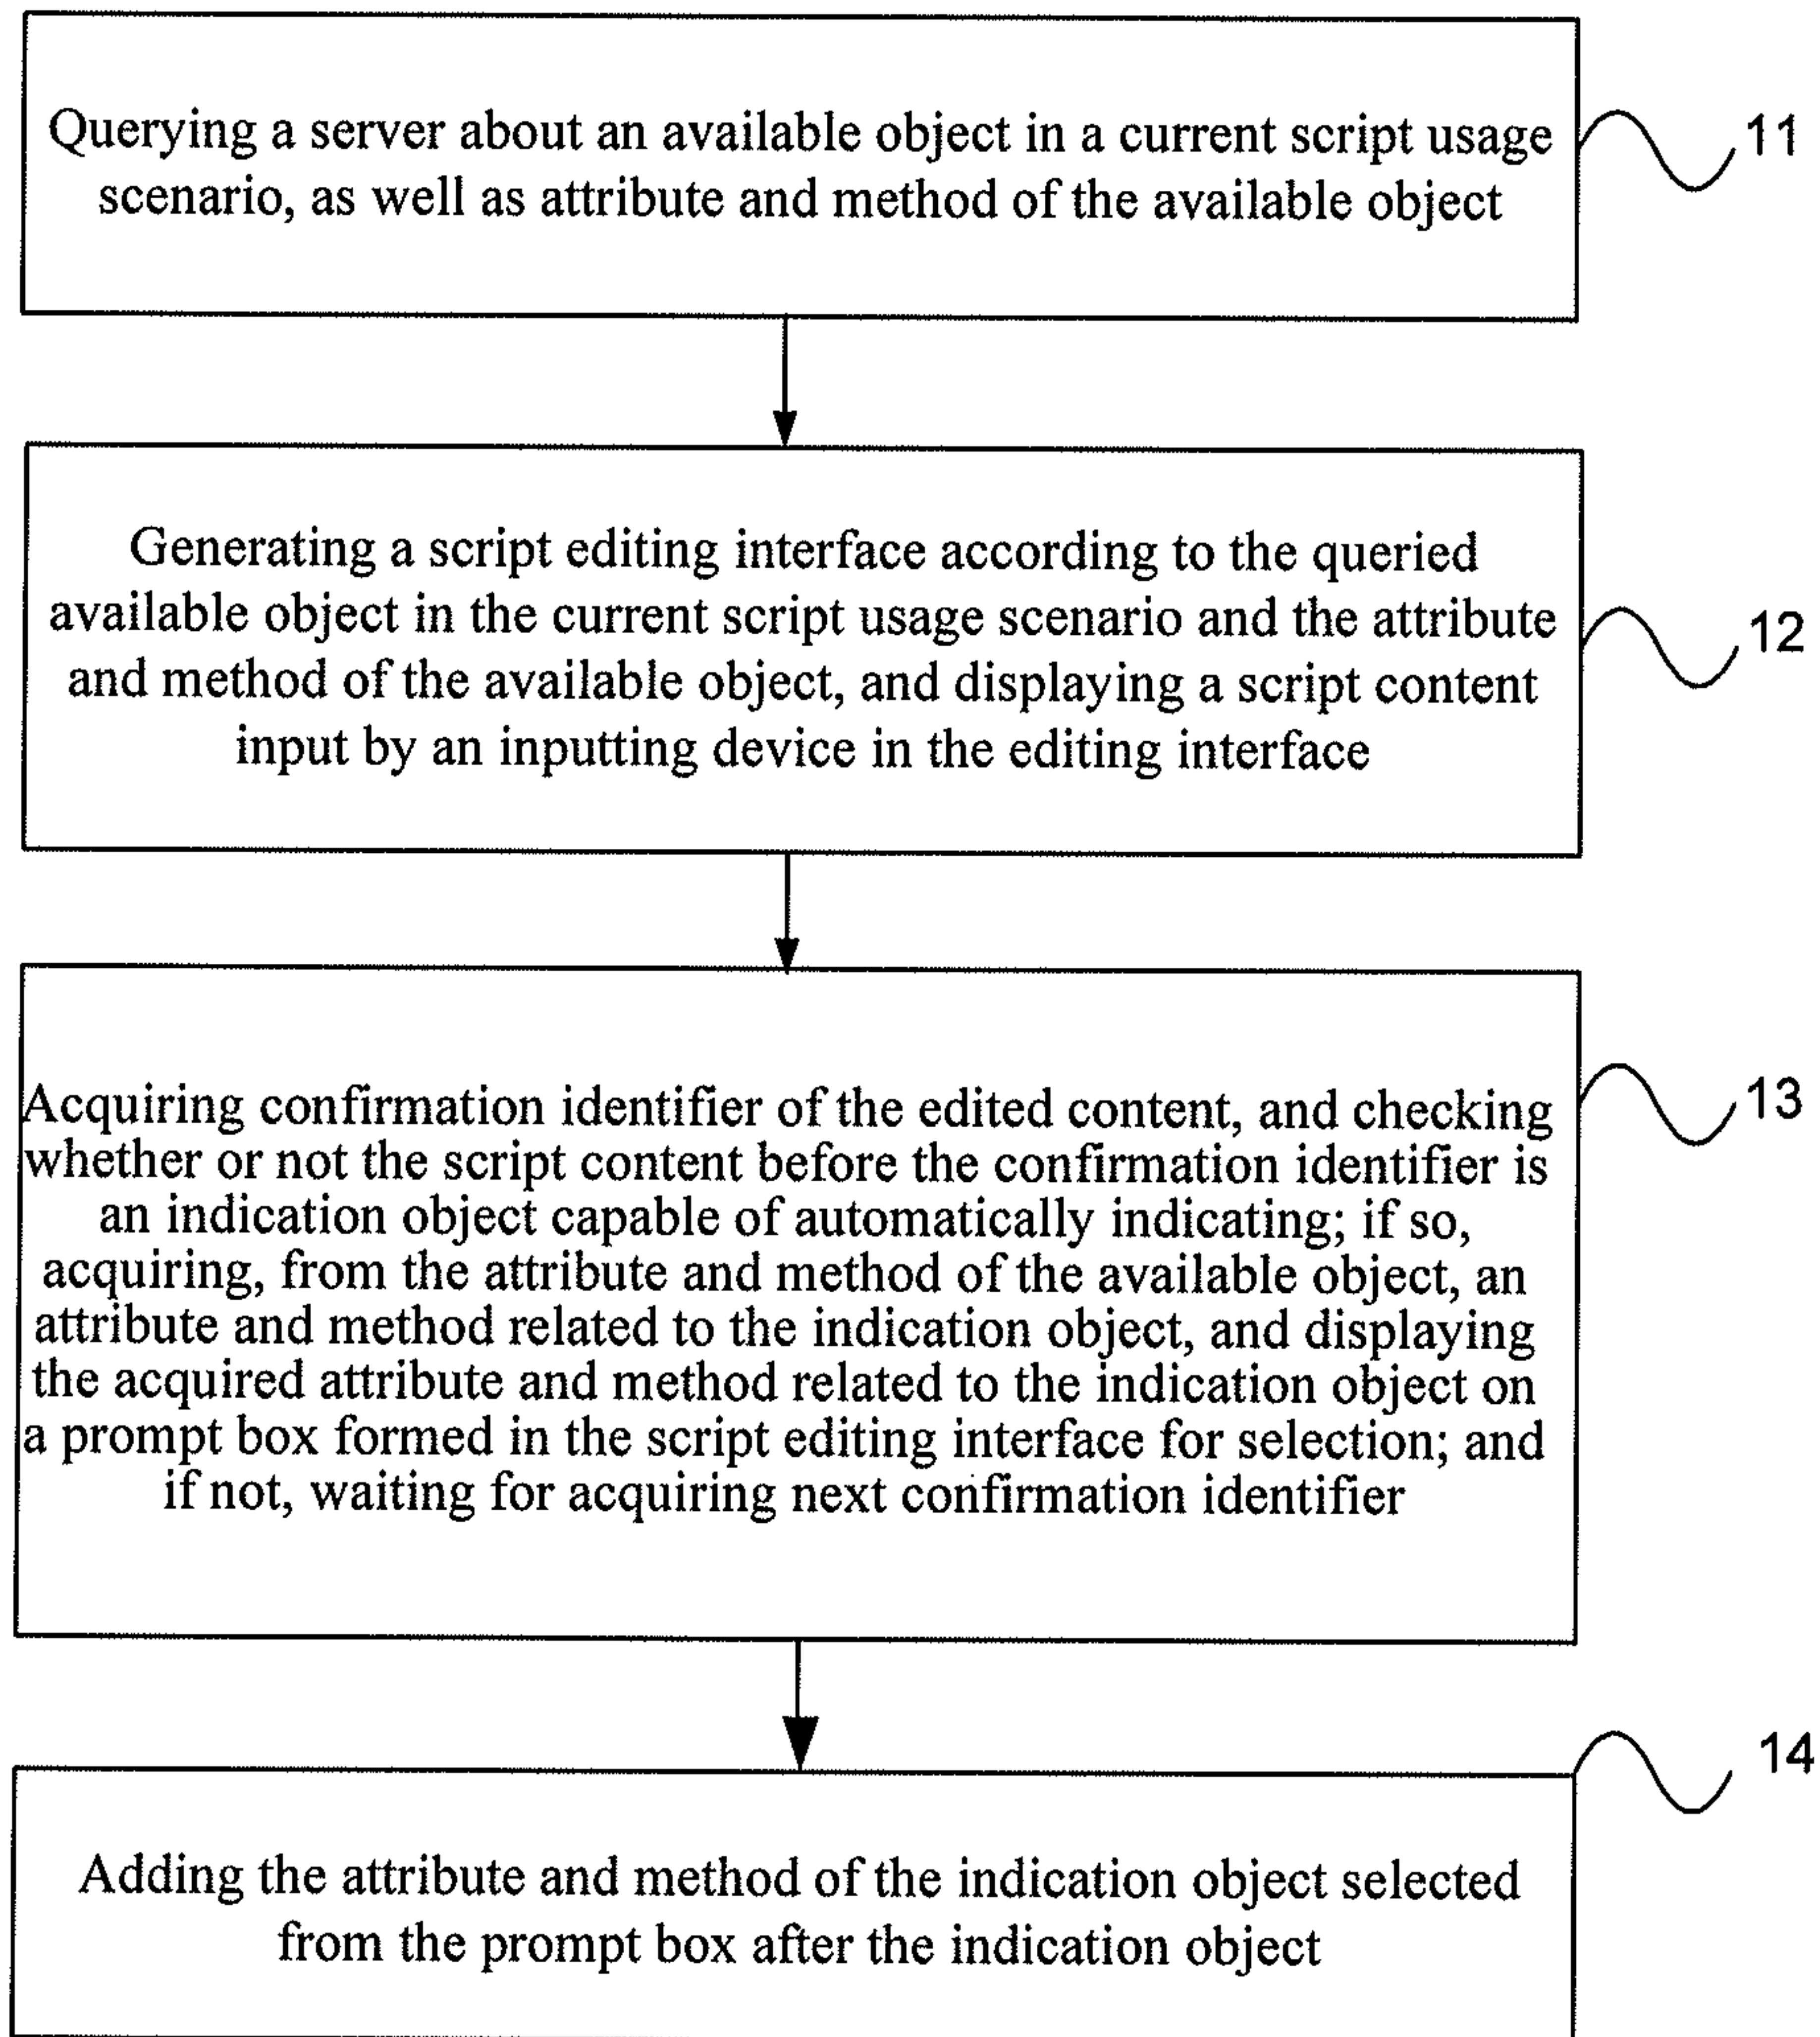 Querying a server about an available object in a current script usage
scenario, as well as attribute and method of the available object
11
Generating a script editing interface according to the queried
available object in the current script usage scenario and the attribute
and method of the available object, and displaying a script content
input by an inputting device in the editing interface
12
Acquiring confirmation identifier of the edited content, and checking
whether or not the script content before the confirmation identifier is
an indication object capable of automatically indicating; if so,
acquiring, from the attribute and method of the available object, an
attribute and method related to the indication object, and displaying
the acquired attribute and method related to the indication object on
a prompt box formed in the script editing interface for selection; and
if not, waiting for acquiring next confirmation identifier
13
Adding the attribute and method of the indication object selected
from the prompt box after the indication object
14